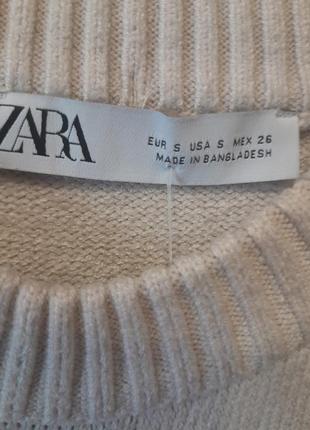 ZARA
EUR S USA S MEX 26
MADE IN BANGLADESH